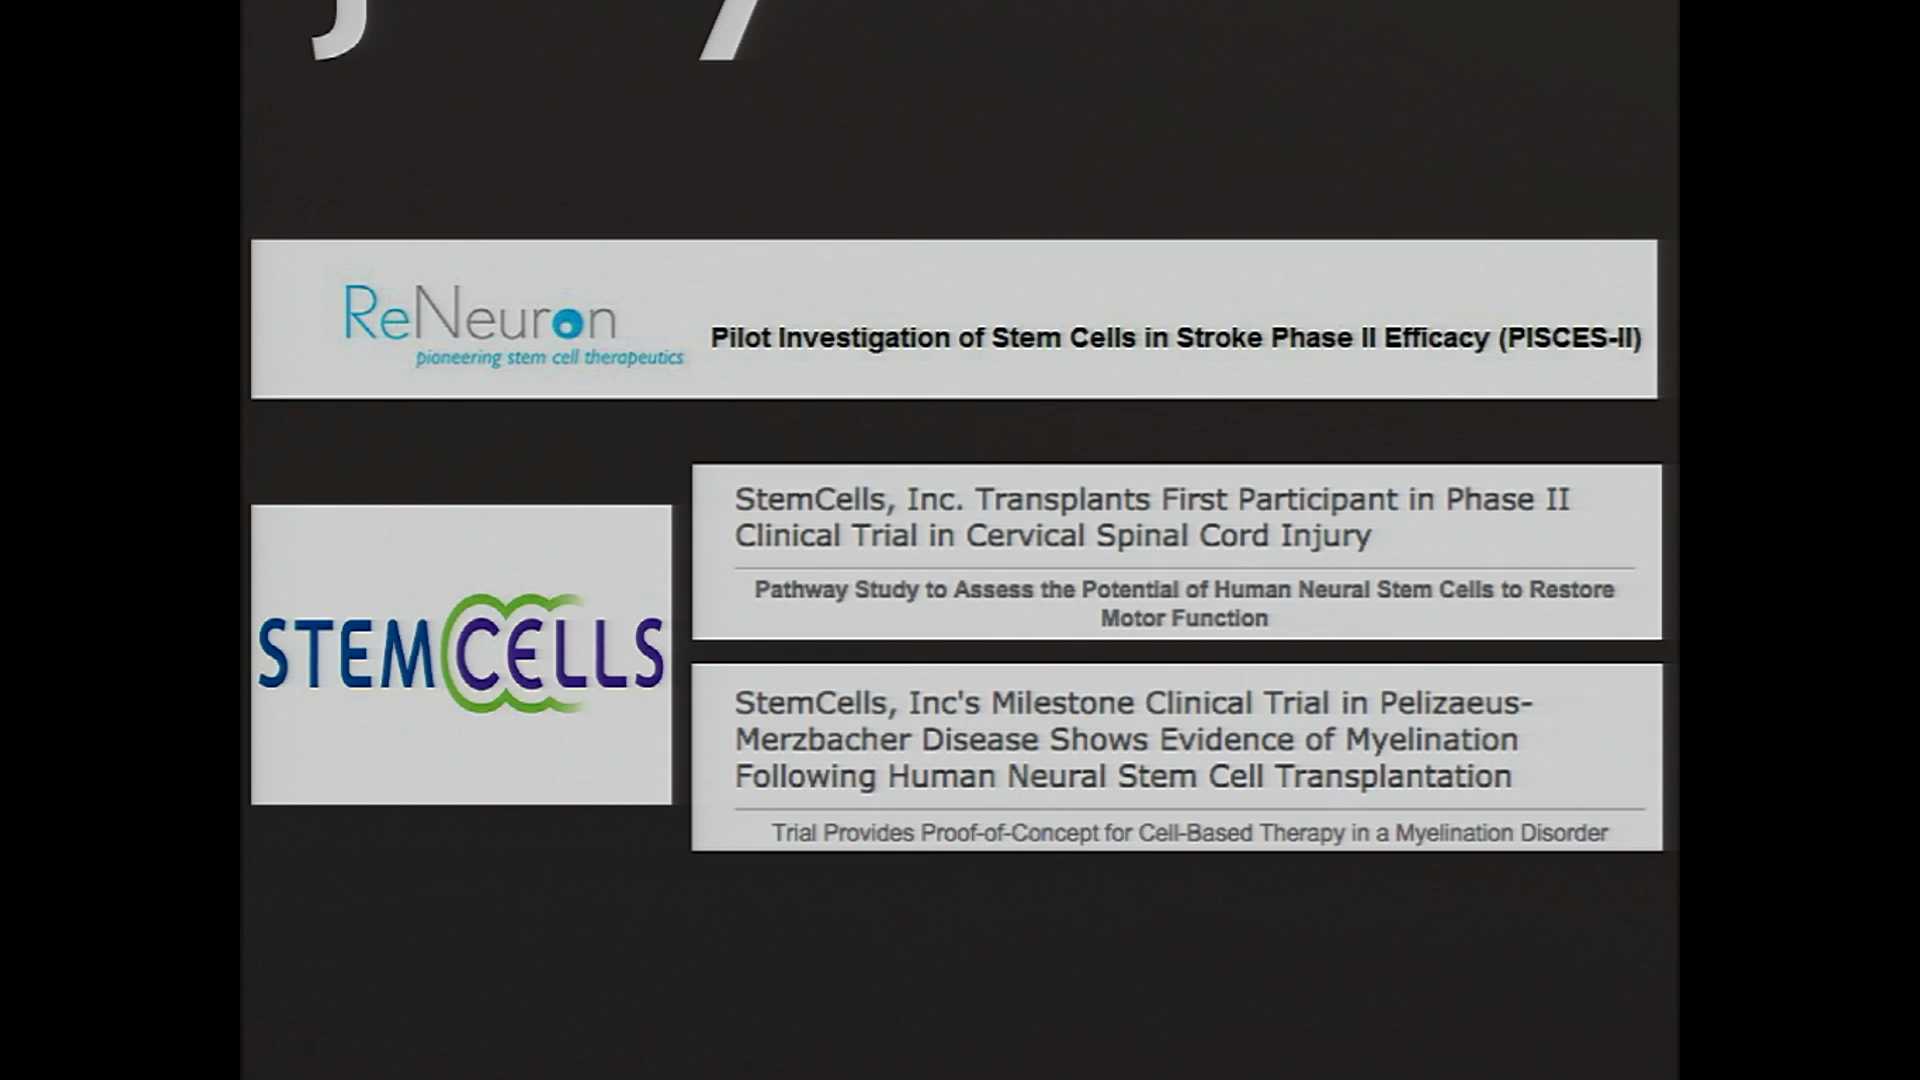 ReNeuron
pioneering stem cell therapeutics
Pilot Investigation of Stem Cells in Stroke Phase II Efficacy (PISCES-II)
STEMCELLS
StemCells, Inc. Transplants First Participant in Phase II
Clinical Trial in Cervical Spinal Cord Injury
Pathway Study to Assess the Potential of Human Neural Stem Cells to Restore
Motor Function
StemCells, Inc's Milestone Clinical Trial in Pelizaeus-
Merzbacher Disease Shows Evidence of Myelination
Following Human Neural Stem Cell Transplantation
Trial Provides Proof-of-Concept for Cell-Based Therapy in a Myelination Disorder